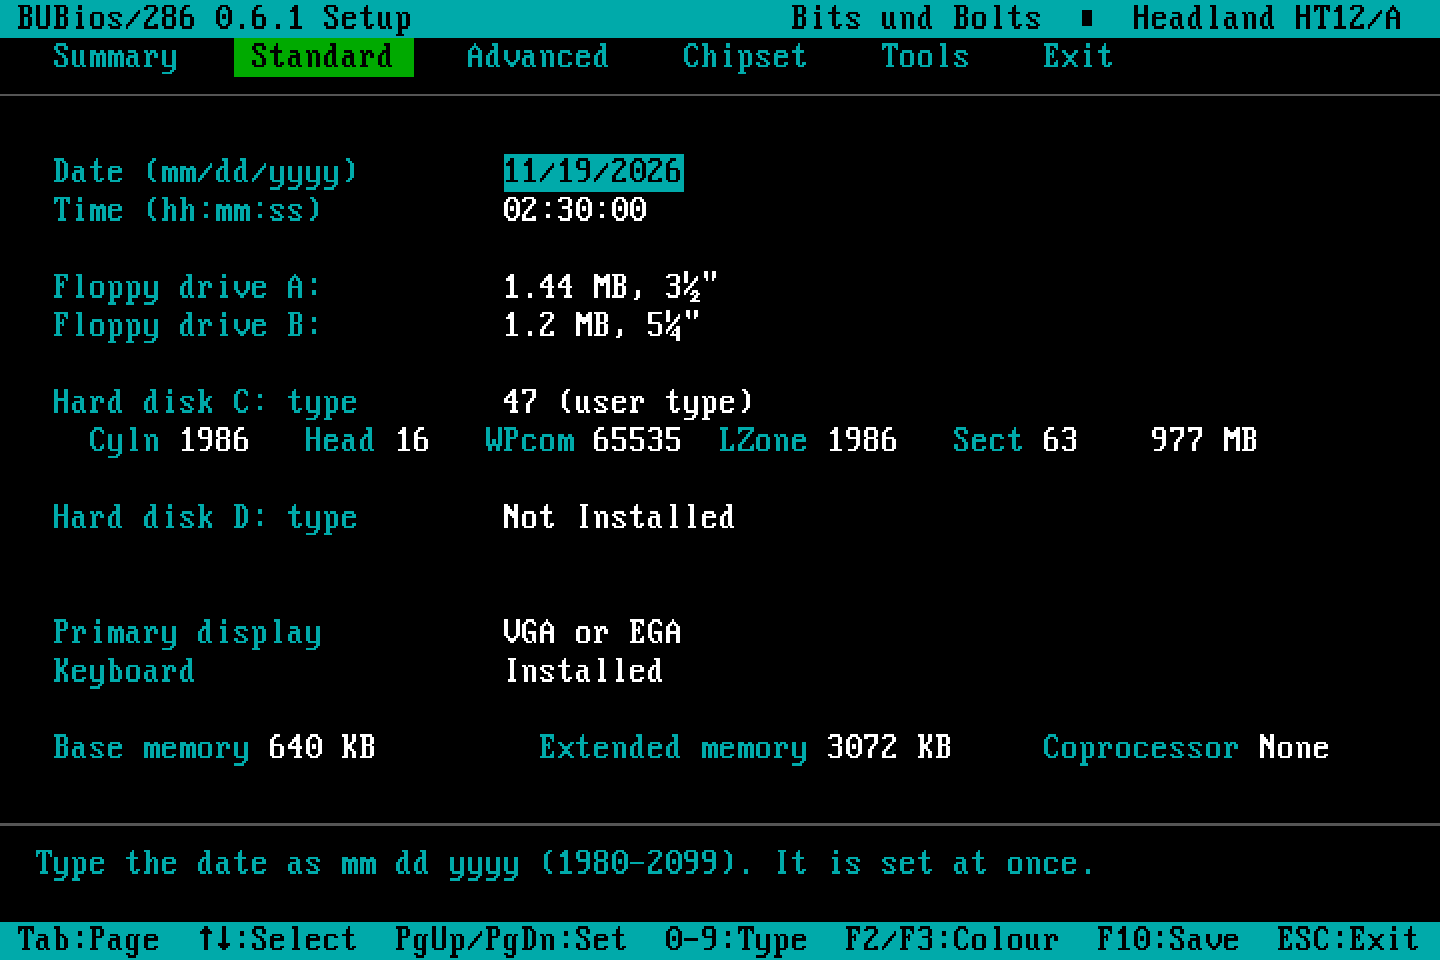 BUBios/286 0.6.1 Setup Bits und Bolts ■ Headland HT12/A
Summary Standard Advanced Chipset Tools Exit
Date (mm/dd/yyyy) 11/19/2026
Time (hh:mm:ss) 02:30:00
Floppy drive A: 1.44 MB, 3½"
Floppy drive B: 1.2 MB, 5¼"
Hard disk C: type 47 (user type)
Cyln 1986 Head 16 WPcom 65535 LZone 1986 Sect 63 977 MB
Hard disk D: type Not Installed
Primary display VGA or EGA
Keyboard Installed
Base memory 640 KB Extended memory 3072 KB Coprocessor None
Type the date as mm dd yyyy (1980-2099). It is set at once.
Tab:Page ↑↓:Select PgUp/PgDn:Set 0-9:Type F2/F3:Colour F10:Save ESC:Exit